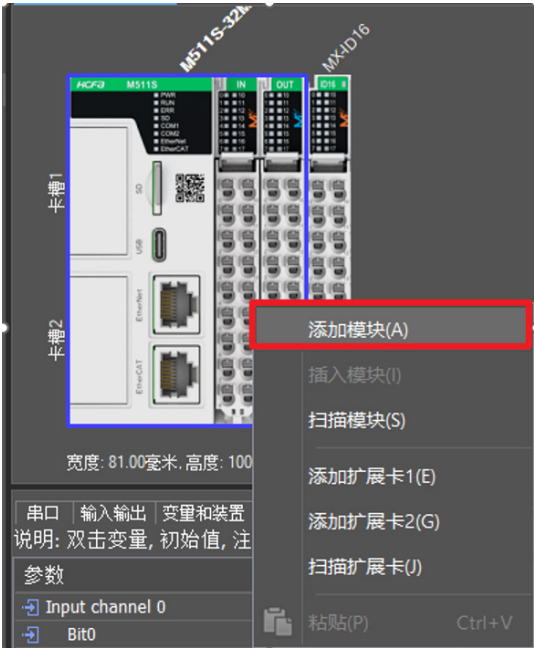 M511S-32M
MX-ID16
HCFA M511S IN OUT ID16
PWR
RUN
ERR
SD
COM1
COM2
EtherNet
EtherCAT
卡槽1
SD
USB
卡槽2
EtherNet
EtherCAT
添加模块(A)
插入模块(I)
扫描模块(S)
添加扩展卡1(E)
添加扩展卡2(G)
扫描扩展卡(J)
粘贴(P) Ctrl+V
宽度: 81.00毫米, 高度: 100
串口 输入输出 变量和装置
说明: 双击变量, 初始值, 注
参数
Input channel 0
Bit0